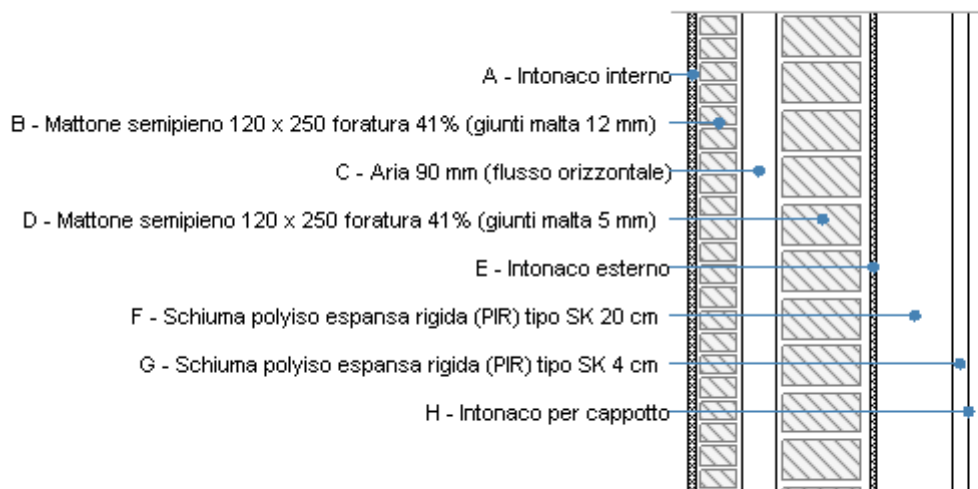 A - Intonaco interno
B - Mattone semipieno 120 x 250 foratura 41% (giunti malta 12 mm)
C - Aria 90 mm (flusso orizzontale)
D - Mattone semipieno 120 x 250 foratura 41% (giunti malta 5 mm)
E - Intonaco esterno
F - Schiuma polyiso espansa rigida (PIR) tipo SK 20 cm
G - Schiuma polyiso espansa rigida (PIR) tipo SK 4 cm
H - Intonaco per cappotto